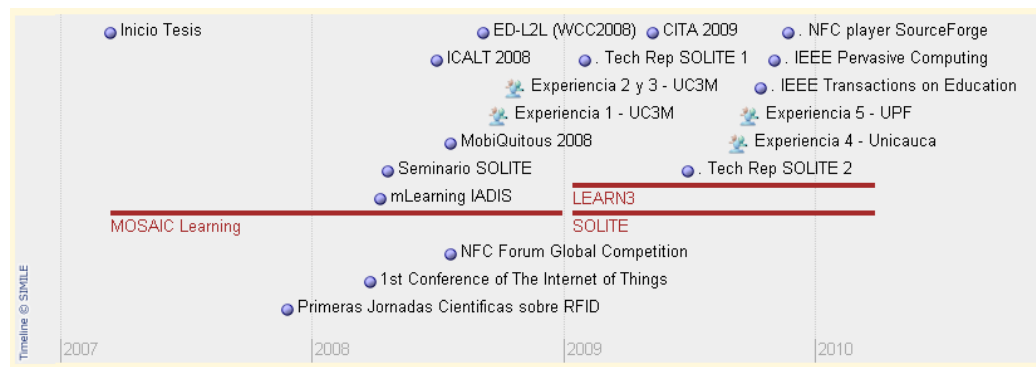 Inicio Tesis
ED-L2L (WCC2008)
CITA 2009
. NFC player SourceForge
ICALT 2008
. Tech Rep SOLITE 1
. IEEE Pervasive Computing
. Experiencia 2 y 3 - UC3M
. IEEE Transactions on Education
. Experiencia 1 - UC3M
. Experiencia 5 - UPF
MobiQuitous 2008
. Experiencia 4 - Unicauca
Seminario SOLITE
. Tech Rep SOLITE 2
mLearning IADIS
LEARN3
MOSAIC Learning
SOLITE
NFC Forum Global Competition
1st Conference of The Internet of Things
Primeras Jornadas Cientificas sobre RFID
2007
2008
2009
2010
Timeline © SIMILE